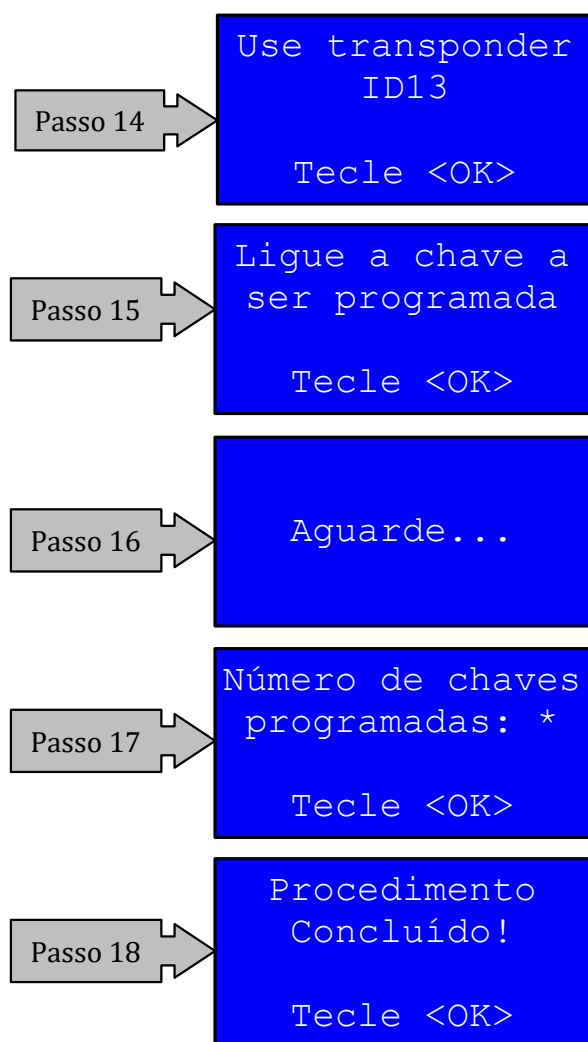 Passo 14
Use transponder
ID13
Tecle <OK>
Passo 15
Ligue a chave a
ser programada
Tecle <OK>
Passo 16
Aguarde...
Passo 17
Número de chaves
programadas: *
Tecle <OK>
Passo 18
Procedimento
Concluído!
Tecle <OK>